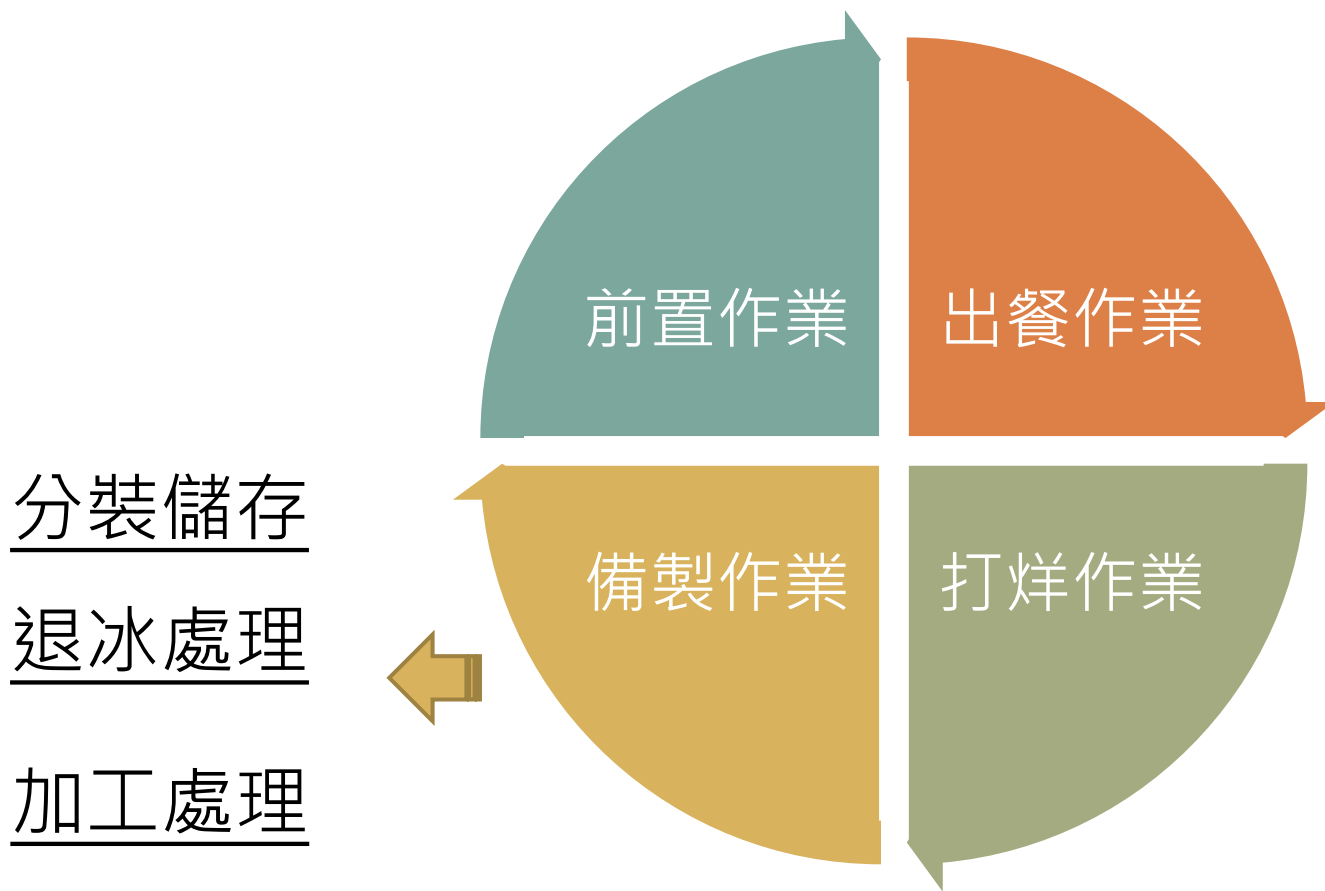 前置作業
出餐作業
備製作業
打烊作業
分裝儲存
退冰處理
加工處理